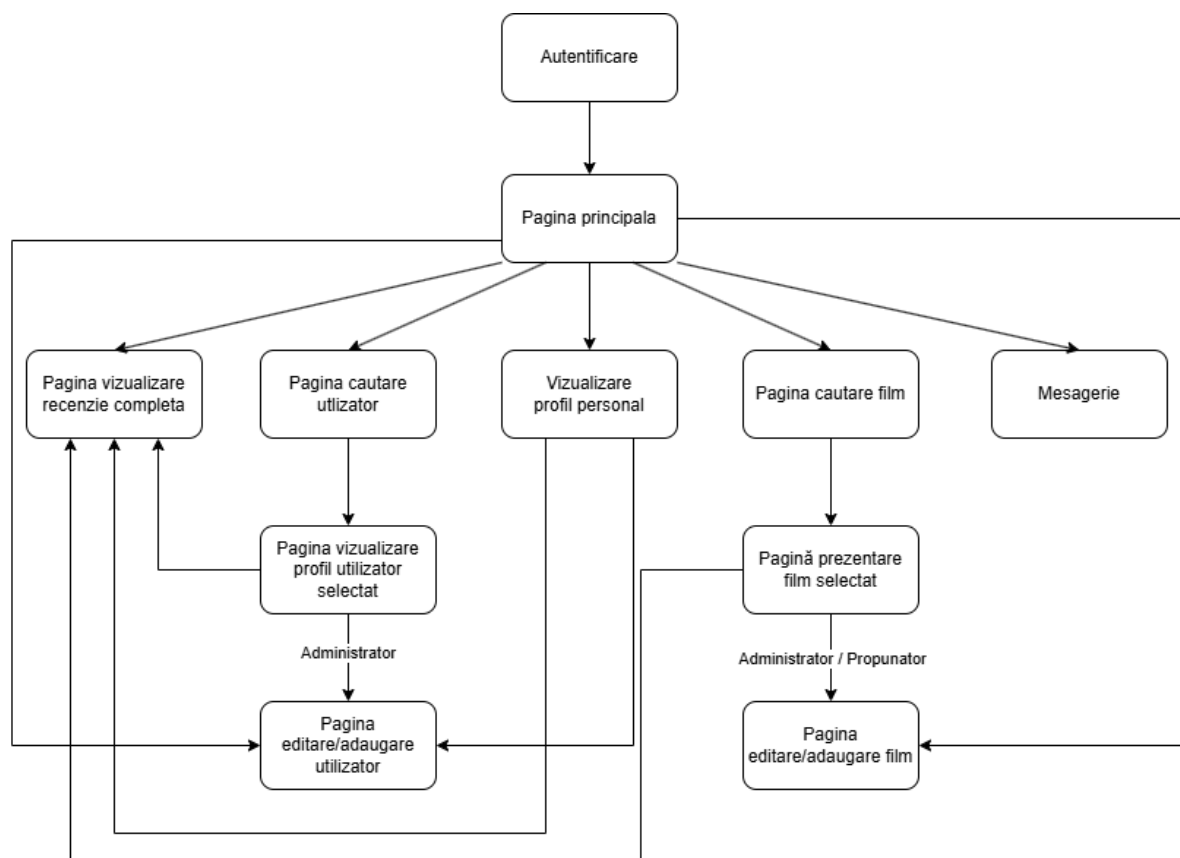 Autentificare
Pagina principala
Pagina vizualizare
recenzie completa
Pagina cautare
utlizator
Vizualizare
profil personal
Pagina cautare film
Mesagerie
Pagina vizualizare
profil utilizator
selectat
Pagină prezentare
film selectat
Administrator
Administrator / Propunator
Pagina
editare/adaugare
utilizator
Pagina
editare/adaugare film